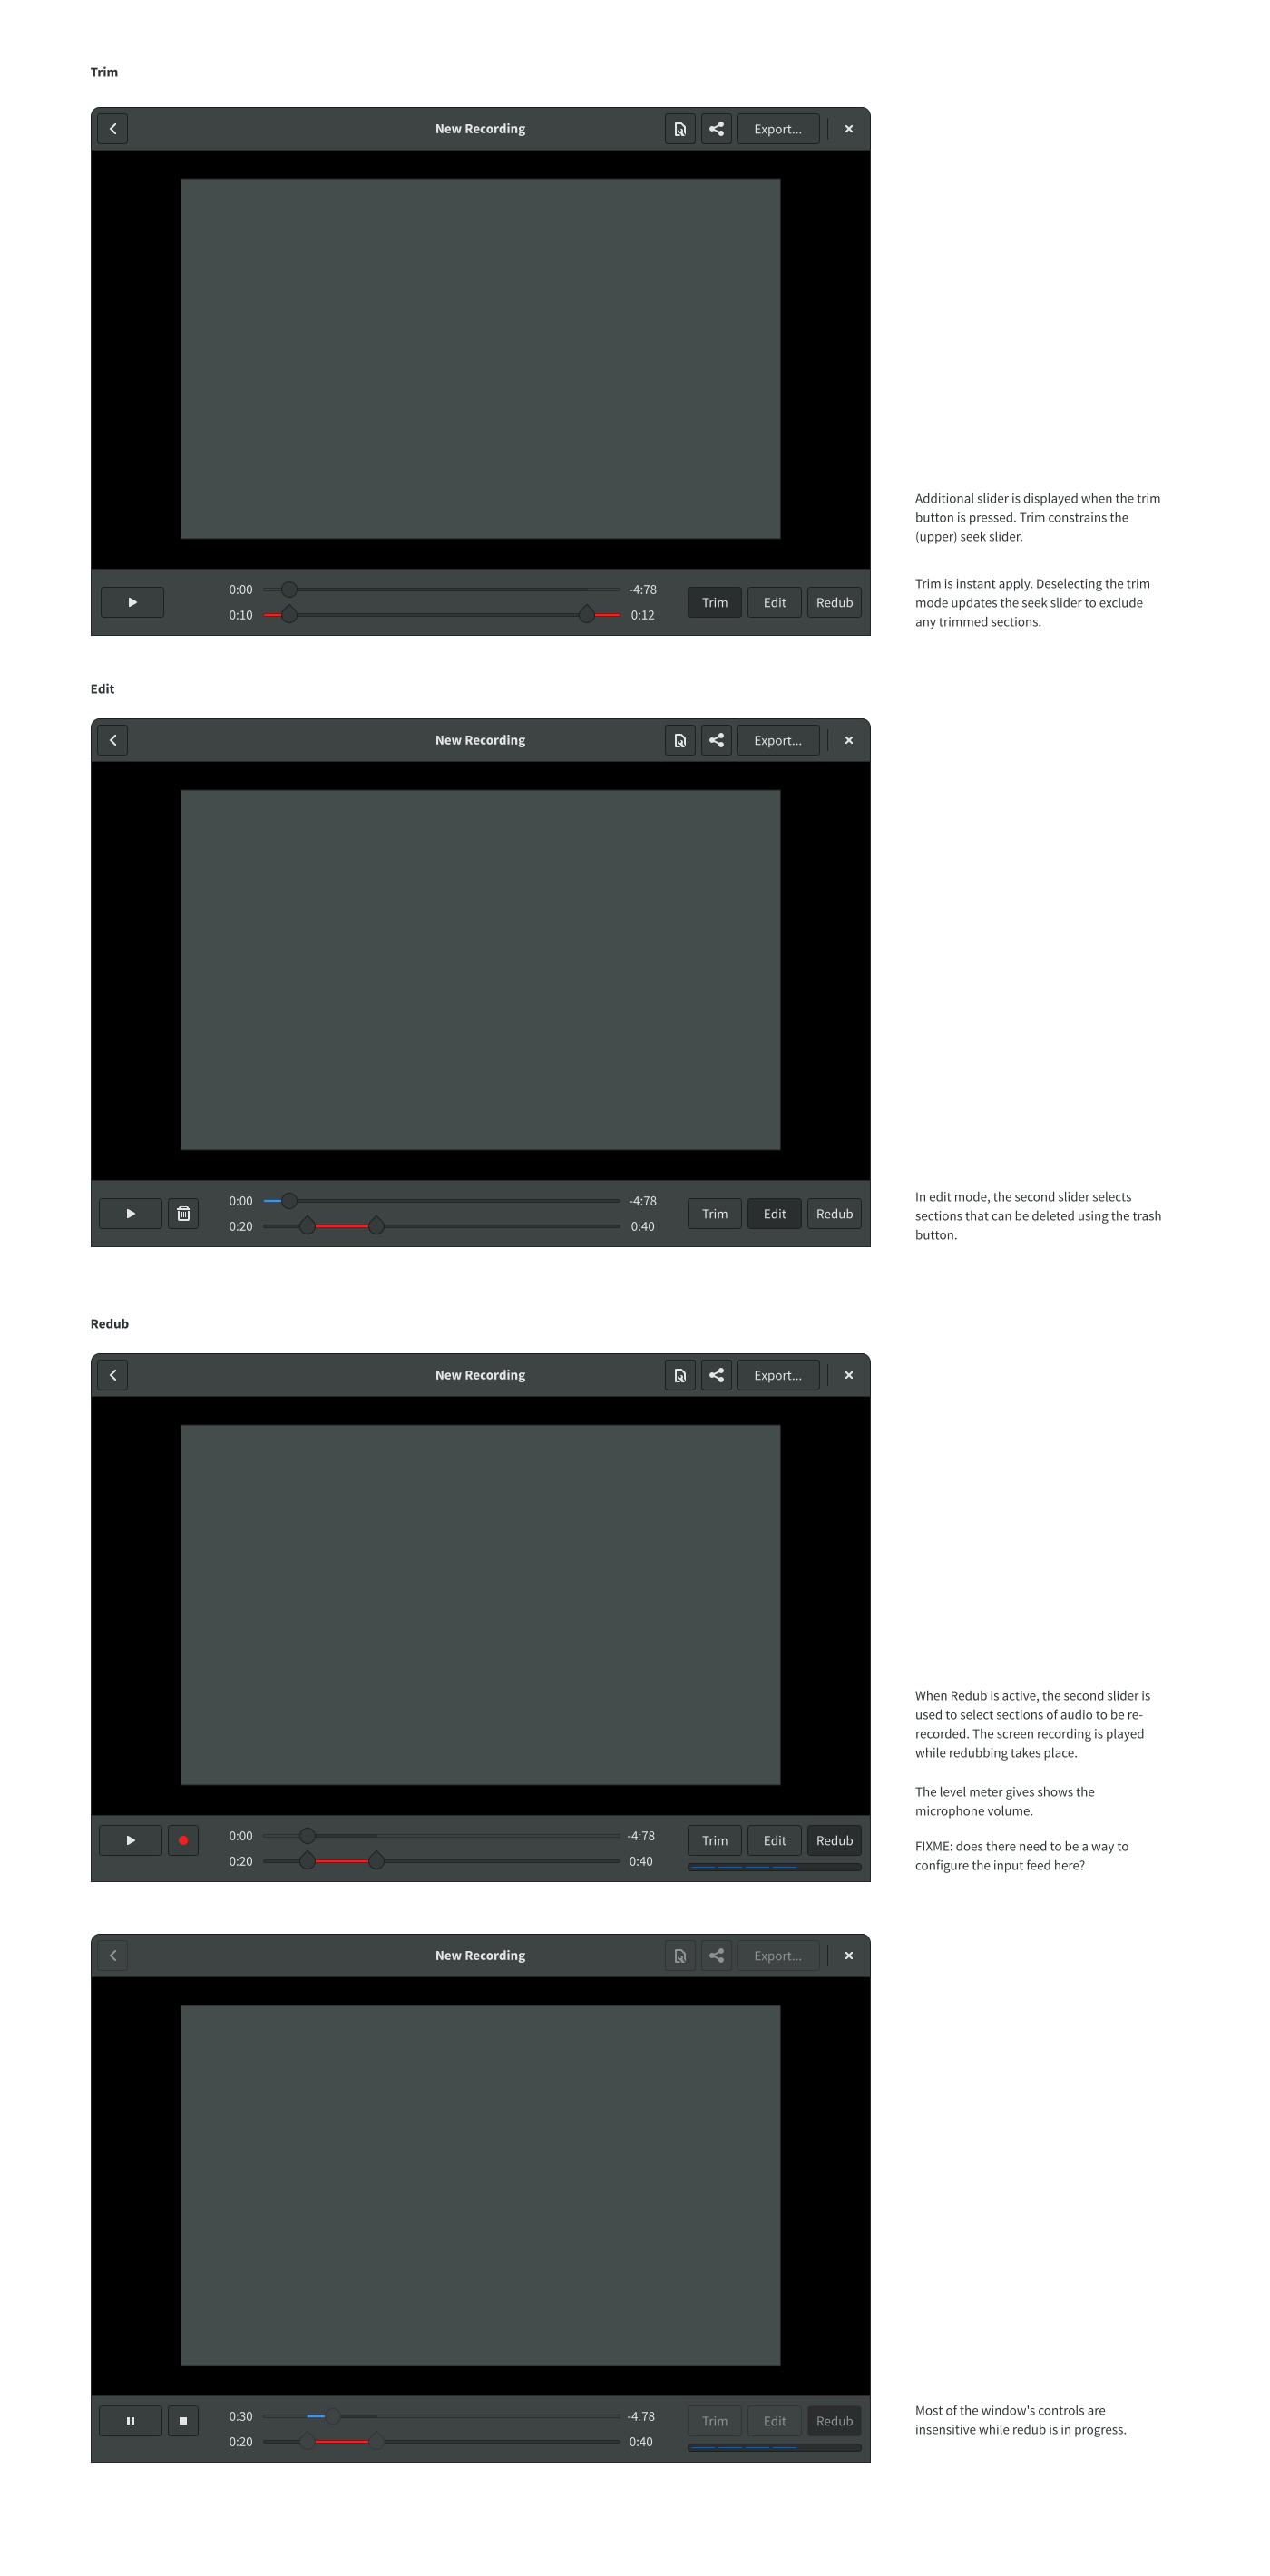 Trim
New Recording
Export...
Additional slider is displayed when the trim
button is pressed. Trim constrains the
(upper) seek slider.
0:00
-4:78
Trim is instant apply. Deselecting the trim
mode updates the seek slider to exclude
any trimmed sections.
Trim
Edit
Redub
0:10
0:12
Edit
New Recording
Export...
In edit mode, the second slider selects
sections that can be deleted using the trash
button.
0:00
-4:78
Trim
Edit
Redub
0:20
0:40
Redub
New Recording
Export...
When Redub is active, the second slider is
used to select sections of audio to be re-
recorded. The screen recording is played
while redubbing takes place.
The level meter gives shows the
microphone volume.
0:00
-4:78
Trim
Edit
Redub
FIXME: does there need to be a way to
configure the input feed here?
0:20
0:40
New Recording
Export...
0:30
-4:78
Trim
Edit
Redub
Most of the window's controls are
insensitive while redub is in progress.
0:20
0:40